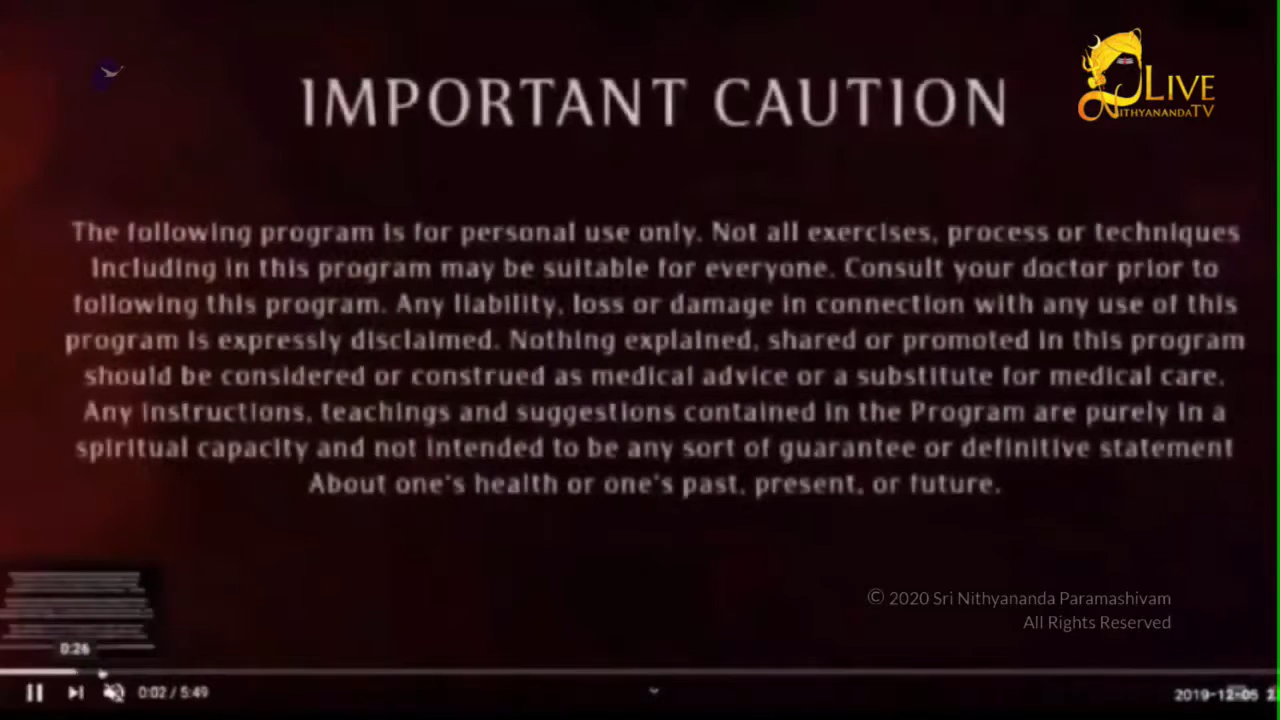 IMPORTANT CAUTION
LIVE
NITHYANANDATV
The following program is for personal use only. Not all exercises, process or techniques
Including in this program may be suitable for everyone. Consult your doctor prior to
following this program. Any liability, loss or damage in connection with any use of this
program is expressly disclaimed. Nothing explained, shared or promoted in this program
should be considered or construed as medical advice or a substitute for medical care.
Any instructions, teachings and suggestions contained in the Program are purely in a
spiritual capacity and not intended to be any sort of guarantee or definitive statement
About one's health or one's past, present, or future.
© 2020 Sri Nithyananda Paramashivam
All Rights Reserved
0:26
0:02 / 5:49
2019-12-05